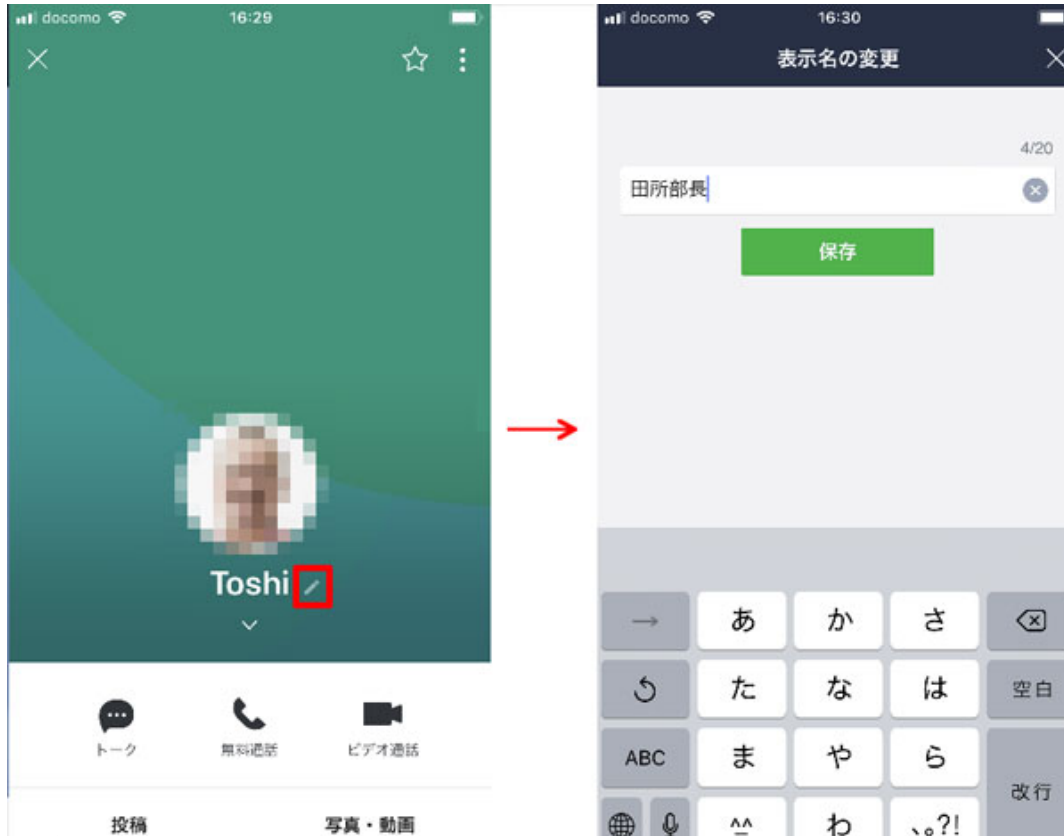 docomo 16:29
Toshi
トーク 無料通話 ビデオ通話
投稿 写真・動画
docomo 16:30
表示名の変更
4/20
田所部長
保存
→ あ か さ
た な は 空白
ABC ま や ら
改行
^^ わ 、。?!